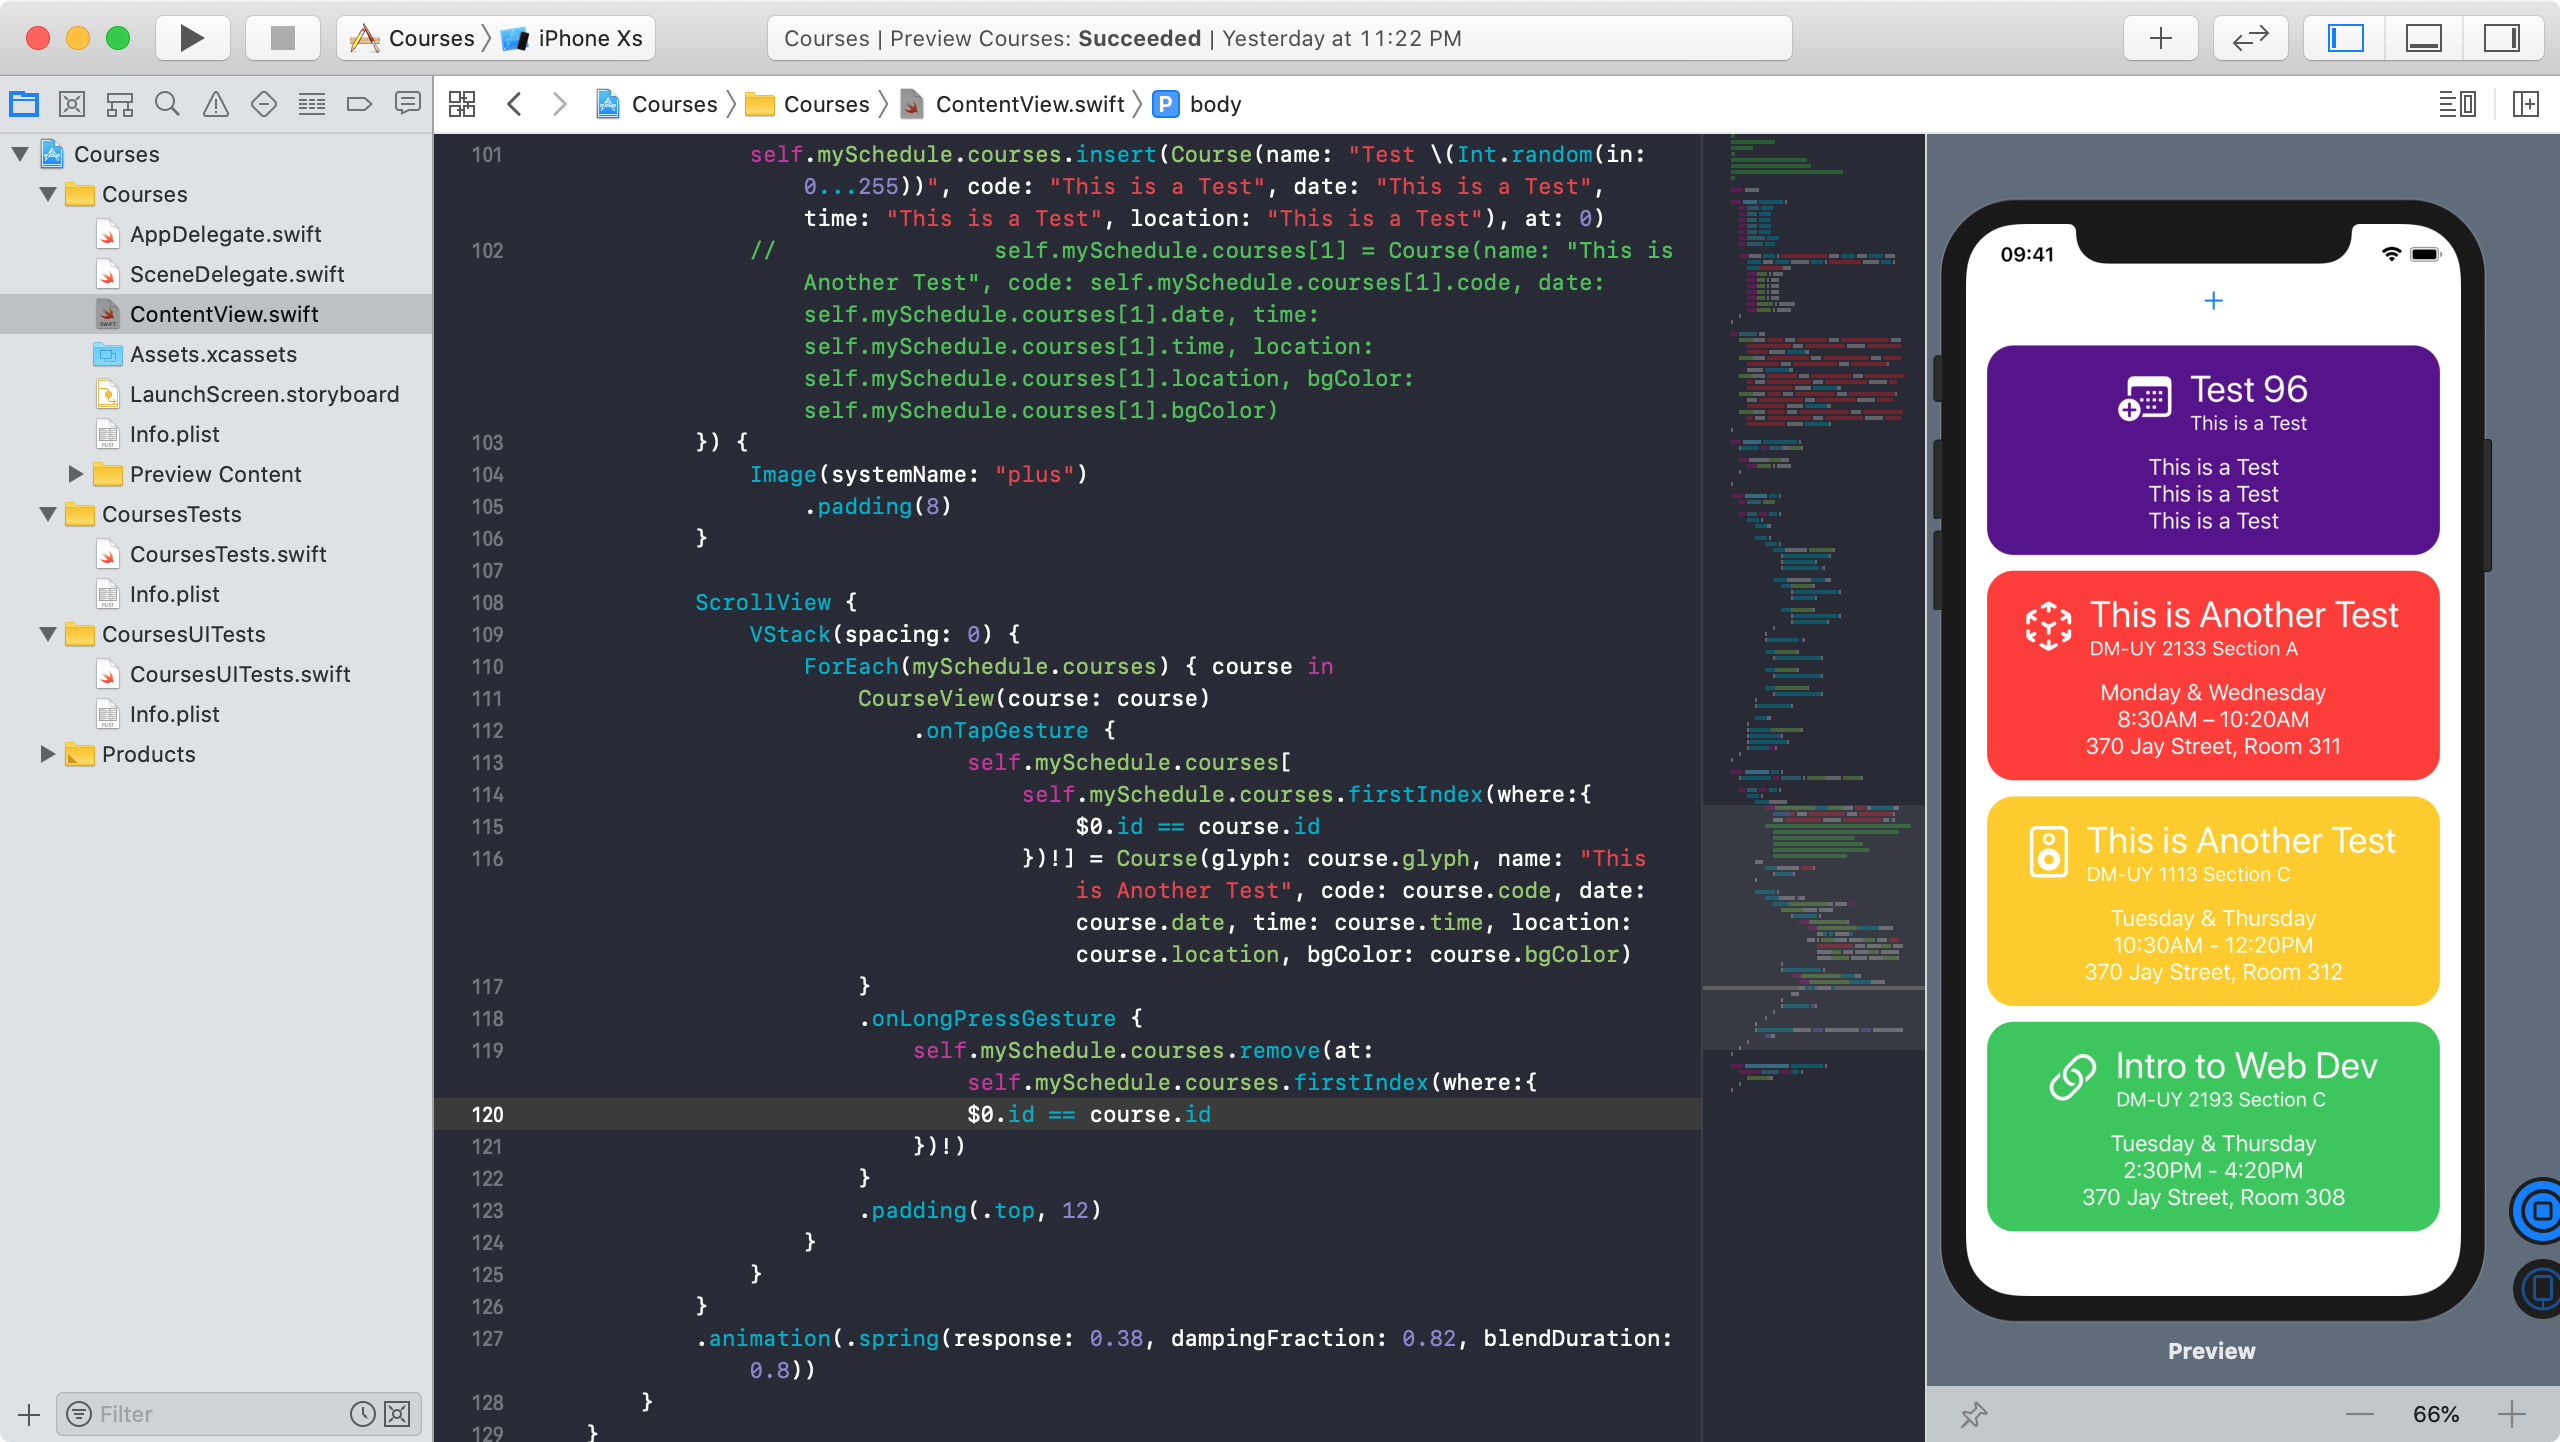 Courses iPhone Xs
Courses | Preview Courses: Succeeded | Yesterday at 11:22 PM
Courses Courses ContentView.swift P body
Courses
Courses
AppDelegate.swift
SceneDelegate.swift
ContentView.swift
Assets.xcassets
LaunchScreen.storyboard
Info.plist
Preview Content
CoursesTests
CoursesTests.swift
Info.plist
CoursesUITests
CoursesUITests.swift
Info.plist
Products
Filter
101 self.mySchedule.courses.insert(Course(name: "Test \(Int.random(in:
0...255))", code: "This is a Test", date: "This is a Test",
time: "This is a Test", location: "This is a Test"), at: 0)
102 // self.mySchedule.courses[1] = Course(name: "This is
Another Test", code: self.mySchedule.courses[1].code, date:
self.mySchedule.courses[1].date, time:
self.mySchedule.courses[1].time, location:
self.mySchedule.courses[1].location, bgColor:
self.mySchedule.courses[1].bgColor)
103 }) {
104 Image(systemName: "plus")
105 .padding(8)
106 }
107
108 ScrollView {
109 VStack(spacing: 0) {
110 ForEach(mySchedule.courses) { course in
111 CourseView(course: course)
112 .onTapGesture {
113 self.mySchedule.courses[
114 self.mySchedule.courses.firstIndex(where:{
115 $0.id == course.id
116 })!] = Course(glyph: course.glyph, name: "This
is Another Test", code: course.code, date:
course.date, time: course.time, location:
course.location, bgColor: course.bgColor)
117 }
118 .onLongPressGesture {
119 self.mySchedule.courses.remove(at:
self.mySchedule.courses.firstIndex(where:{
120 $0.id == course.id
121 })!)
122 }
123 .padding(.top, 12)
124 }
125 }
126 }
127 .animation(.spring(response: 0.38, dampingFraction: 0.82, blendDuration:
0.8))
128 }
129 }
09:41
Test 96
This is a Test
This is a Test
This is a Test
This is a Test
This is Another Test
DM-UY 2133 Section A
Monday & Wednesday
8:30AM – 10:20AM
370 Jay Street, Room 311
This is Another Test
DM-UY 1113 Section C
Tuesday & Thursday
10:30AM - 12:20PM
370 Jay Street, Room 312
Intro to Web Dev
DM-UY 2193 Section C
Tuesday & Thursday
2:30PM - 4:20PM
370 Jay Street, Room 308
Preview
66%